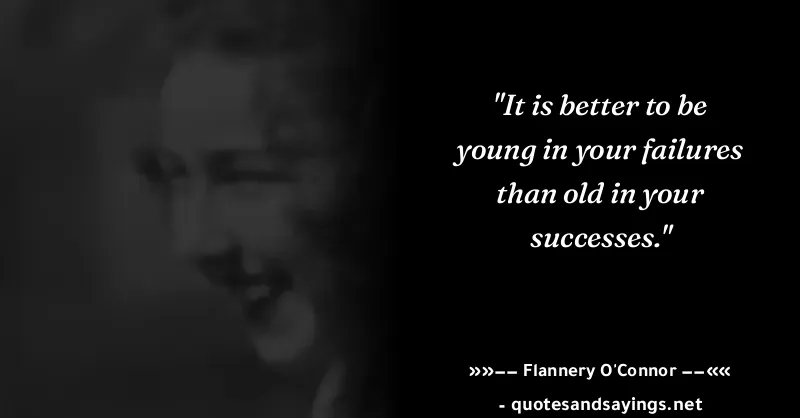 "It is better to be
young in your failures
than old in your
successes."
»»−− Flannery O'Connor −−««
- quotesandsayings.net